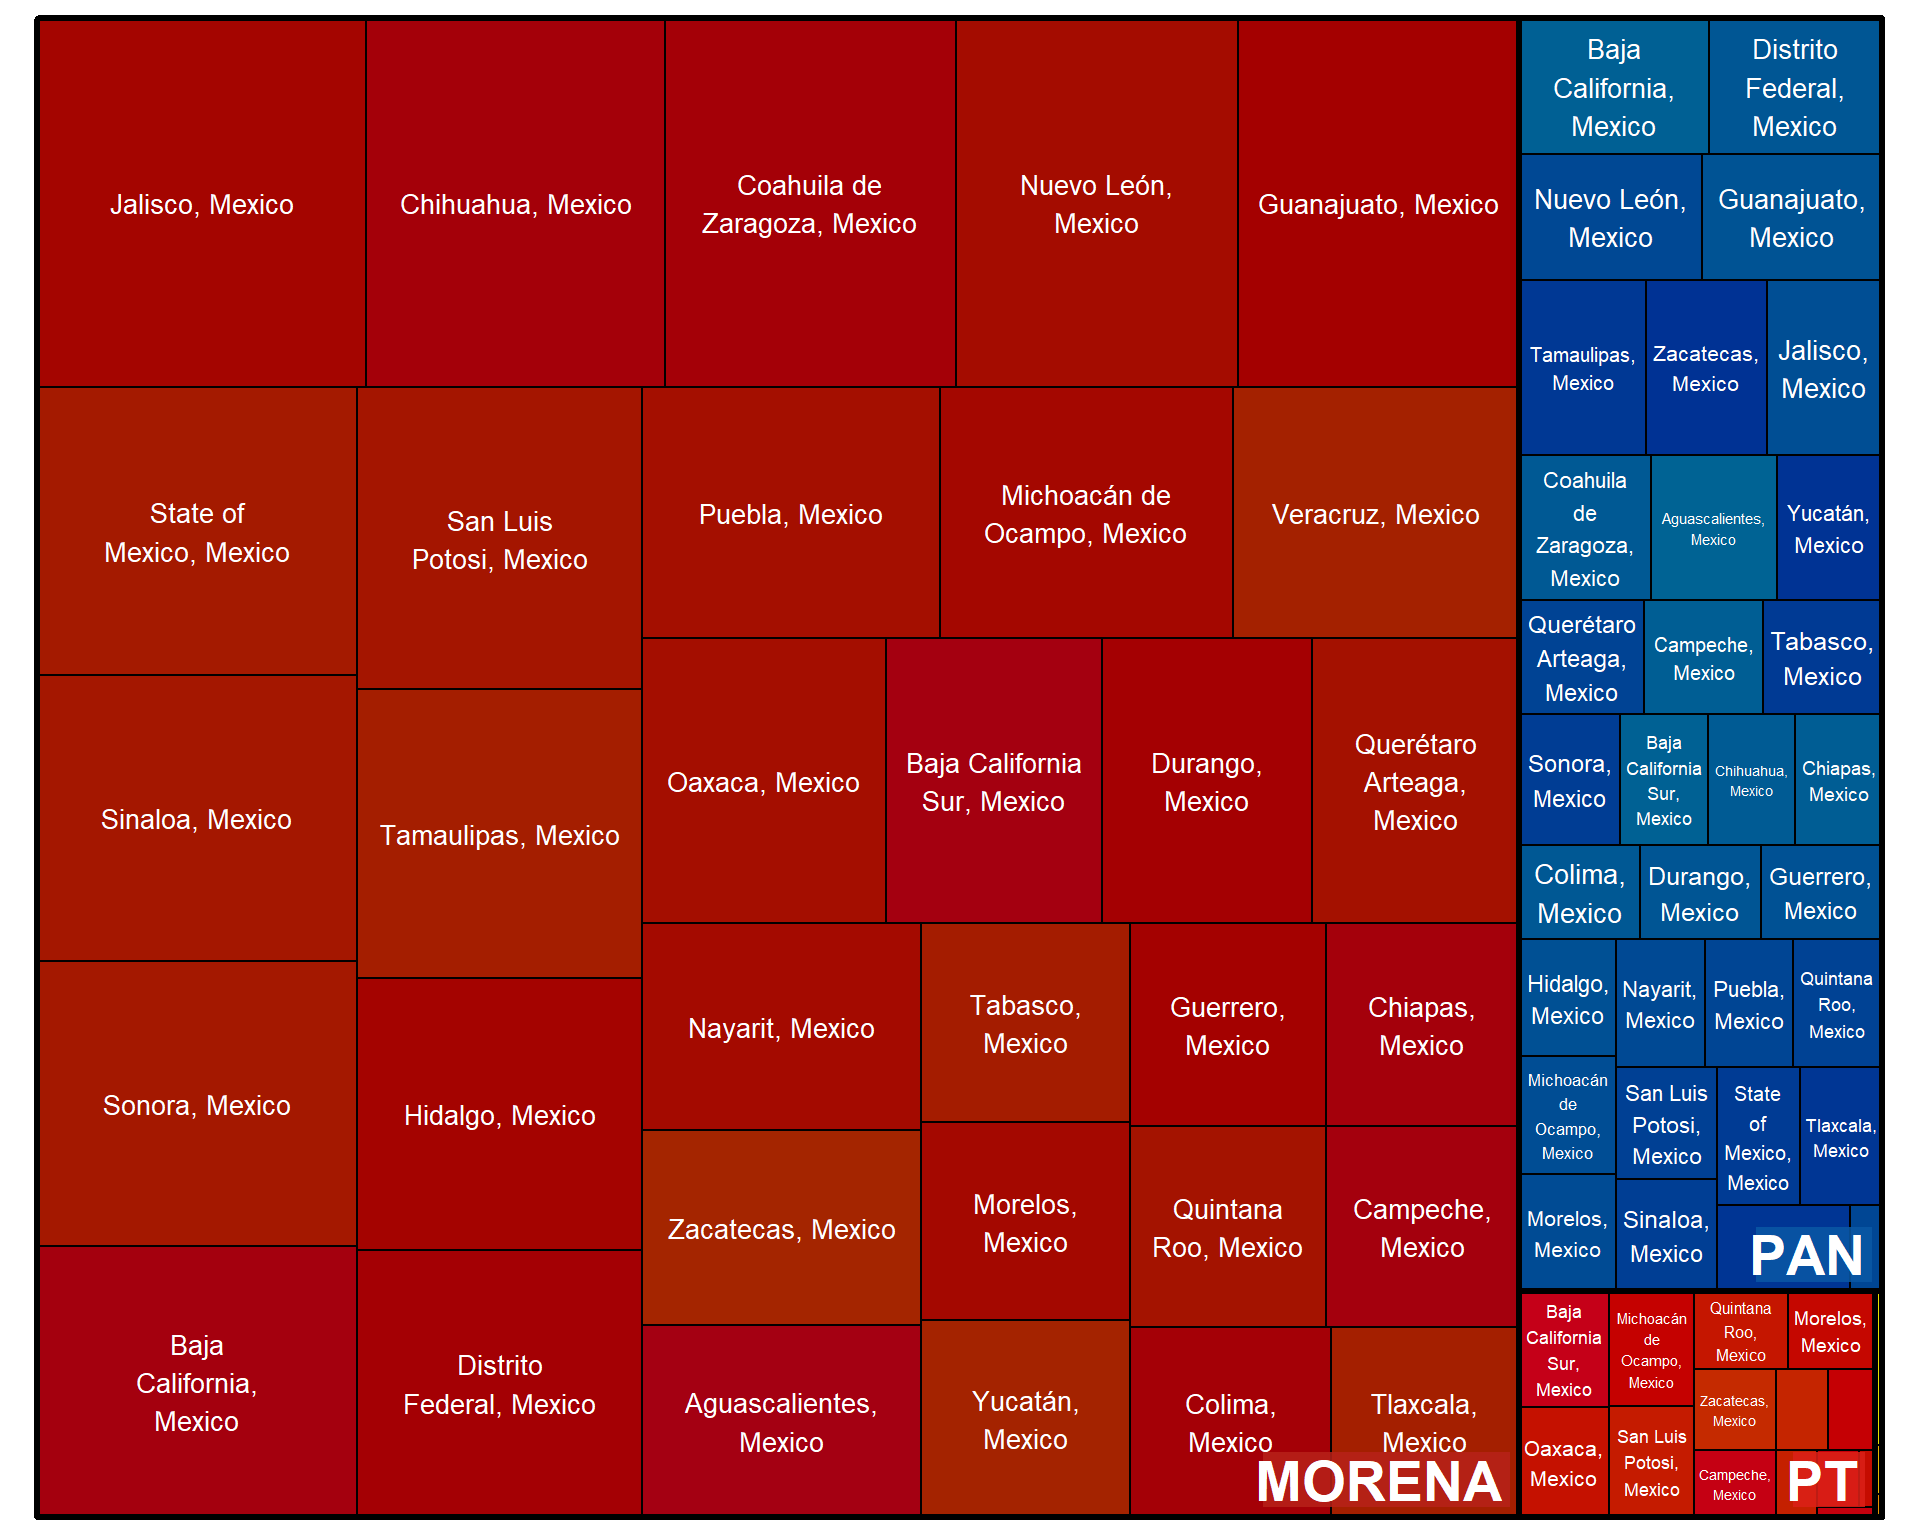 Jalisco, Mexico
Chihuahua, Mexico
Coahuila de
Zaragoza, Mexico
Nuevo León,
Mexico
Guanajuato, Mexico
State of
Mexico, Mexico
San Luis
Potosi, Mexico
Puebla, Mexico
Michoacán de
Ocampo, Mexico
Veracruz, Mexico
Sinaloa, Mexico
Tamaulipas, Mexico
Oaxaca, Mexico
Baja California
Sur, Mexico
Durango,
Mexico
Querétaro
Arteaga,
Mexico
Sonora, Mexico
Hidalgo, Mexico
Nayarit, Mexico
Tabasco,
Mexico
Guerrero,
Mexico
Chiapas,
Mexico
Zacatecas, Mexico
Morelos,
Mexico
Quintana
Roo, Mexico
Campeche,
Mexico
Baja
California,
Mexico
Distrito
Federal, Mexico
Aguascalientes,
Mexico
Yucatán,
Mexico
Colima,
Mexico
Tlaxcala,
Mexico
MORENA
Baja
California,
Mexico
Distrito
Federal,
Mexico
Nuevo León,
Mexico
Guanajuato,
Mexico
Tamaulipas,
Mexico
Zacatecas,
Mexico
Jalisco,
Mexico
Coahuila
de
Zaragoza,
Mexico
Aguascalientes,
Mexico
Yucatán,
Mexico
Querétaro
Arteaga,
Mexico
Campeche,
Mexico
Tabasco,
Mexico
Sonora,
Mexico
Baja
California
Sur,
Mexico
Chihuahua,
Mexico
Chiapas,
Mexico
Colima,
Mexico
Durango,
Mexico
Guerrero,
Mexico
Hidalgo,
Mexico
Nayarit,
Mexico
Puebla,
Mexico
Quintana
Roo,
Mexico
Michoacán
de
Ocampo,
Mexico
San Luis
Potosi,
Mexico
State
of
Mexico,
Mexico
Tlaxcala,
Mexico
Morelos,
Mexico
Sinaloa,
Mexico
PAN
Baja
California
Sur,
Mexico
Michoacán
de
Ocampo,
Mexico
Quintana
Roo,
Mexico
Morelos,
Mexico
Oaxaca,
Mexico
San Luis
Potosi,
Mexico
Zacatecas,
Mexico
Campeche,
Mexico
PT